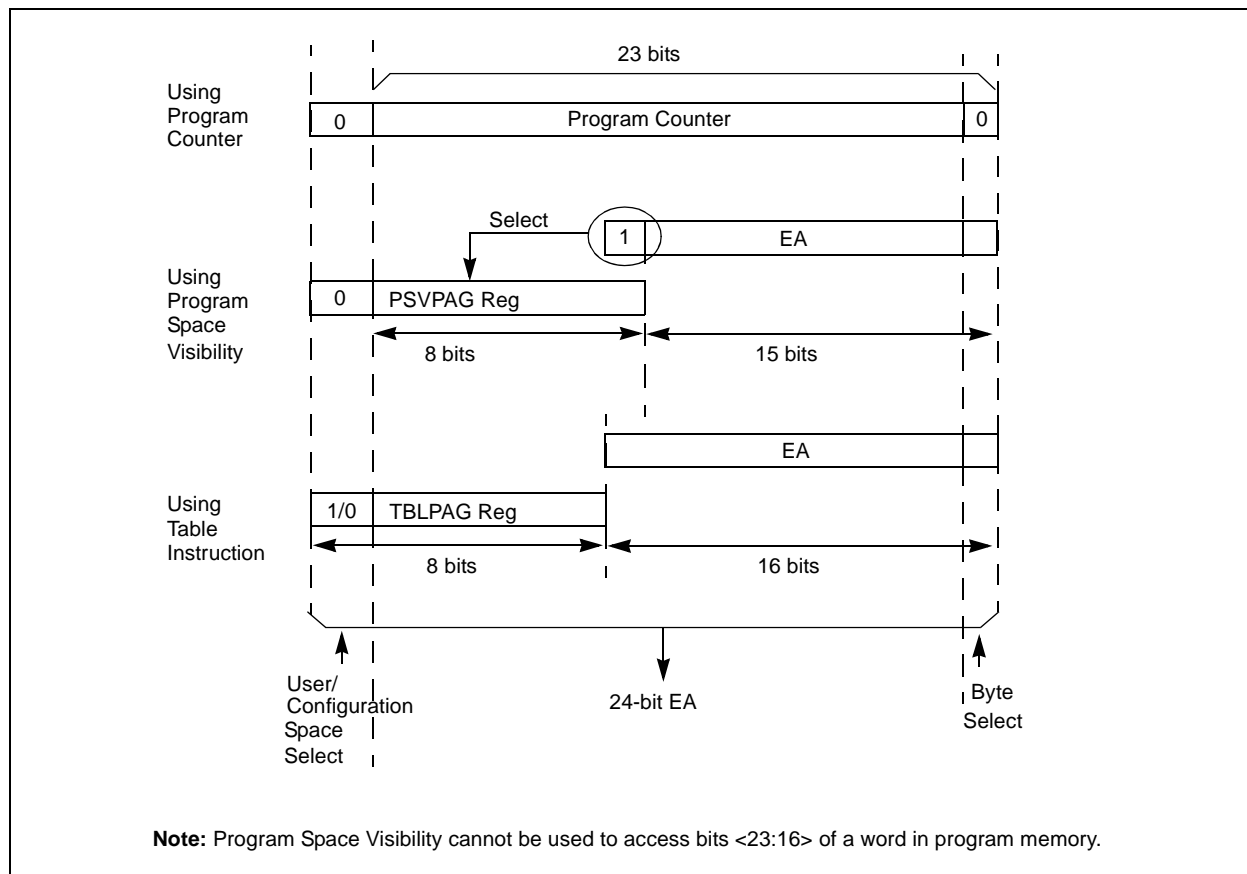 23 bits
Using
Program
Counter
0
Program Counter
0
Select
1
EA
Using
Program
Space
Visibility
0
PSVPAG Reg
8 bits
15 bits
EA
Using
Table
Instruction
1/0
TBLPAG Reg
8 bits
16 bits
User/
Configuration
Space
Select
24-bit EA
Byte
Select
Note: Program Space Visibility cannot be used to access bits <23:16> of a word in program memory.